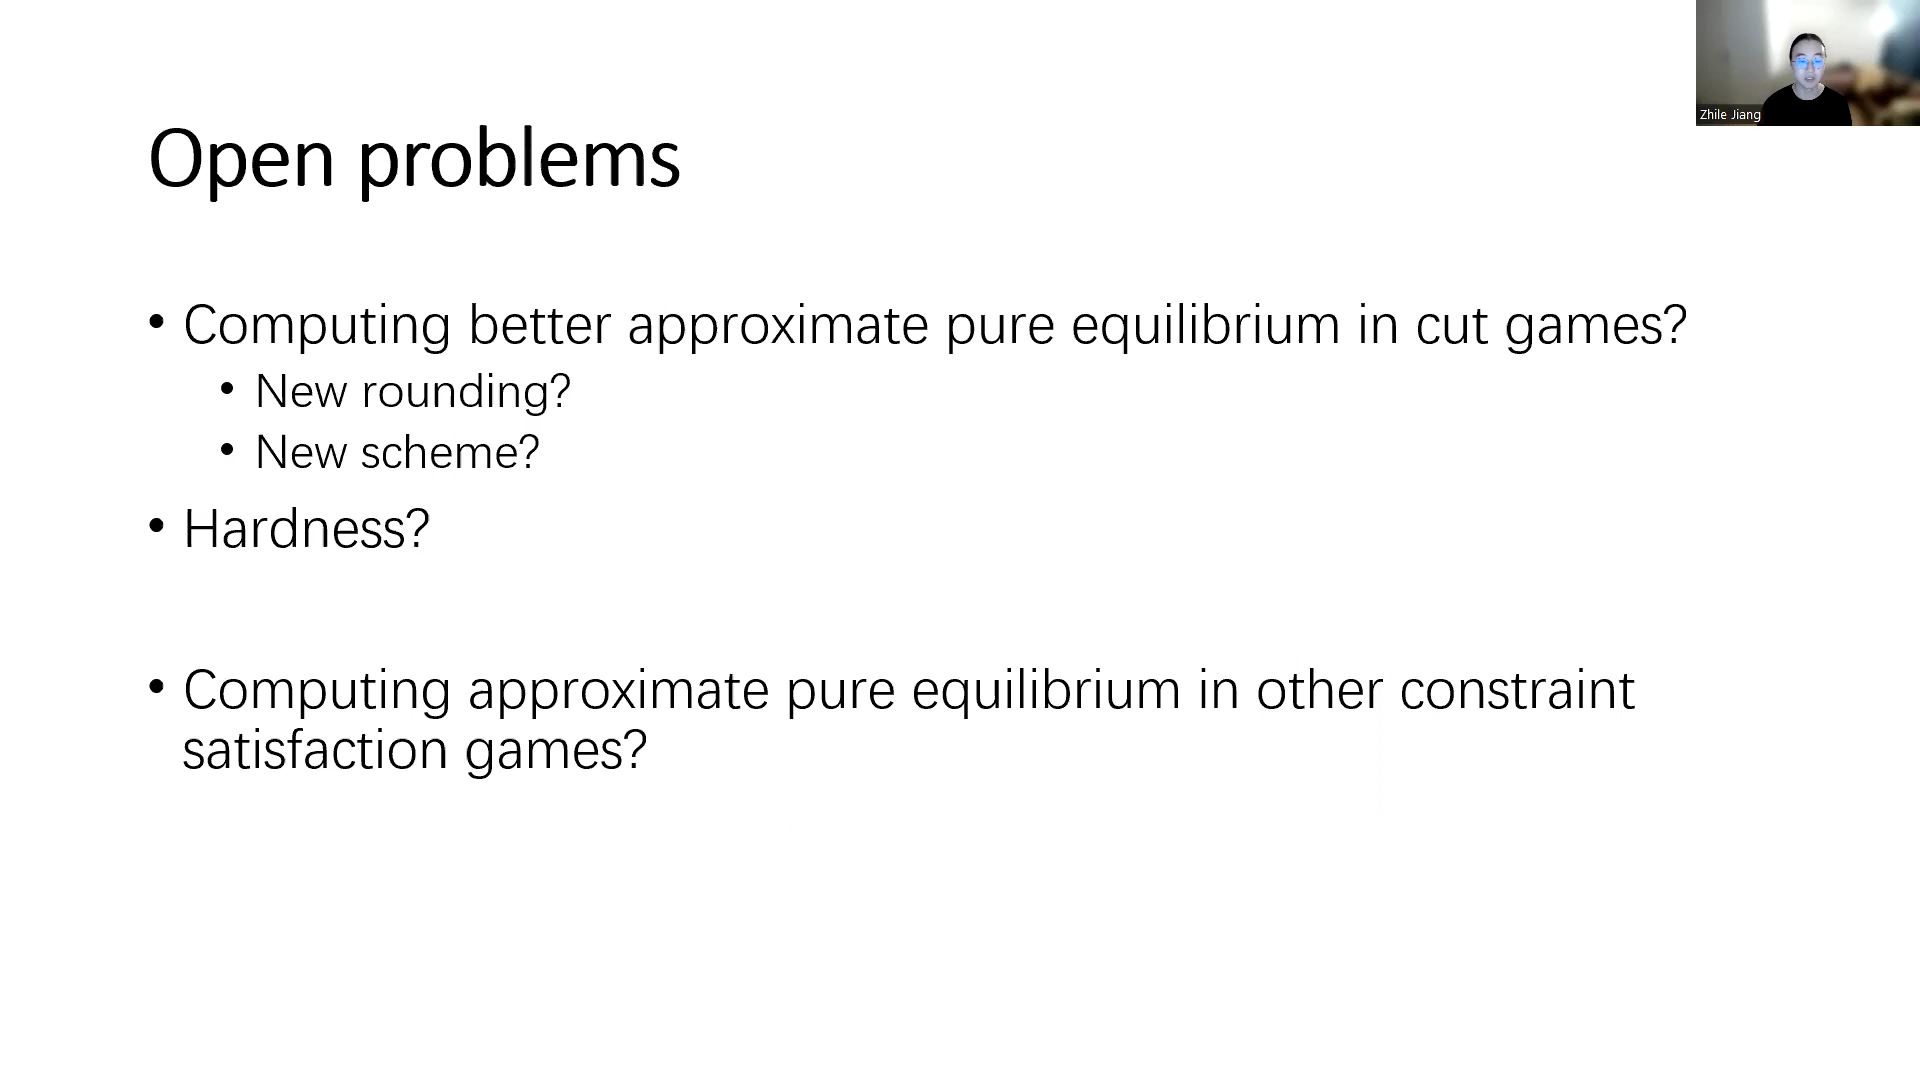 Zhile Jiang
Open problems
• Computing better approximate pure equilibrium in cut games?
• New rounding?
• New scheme?
• Hardness?
• Computing approximate pure equilibrium in other constraint
satisfaction games?